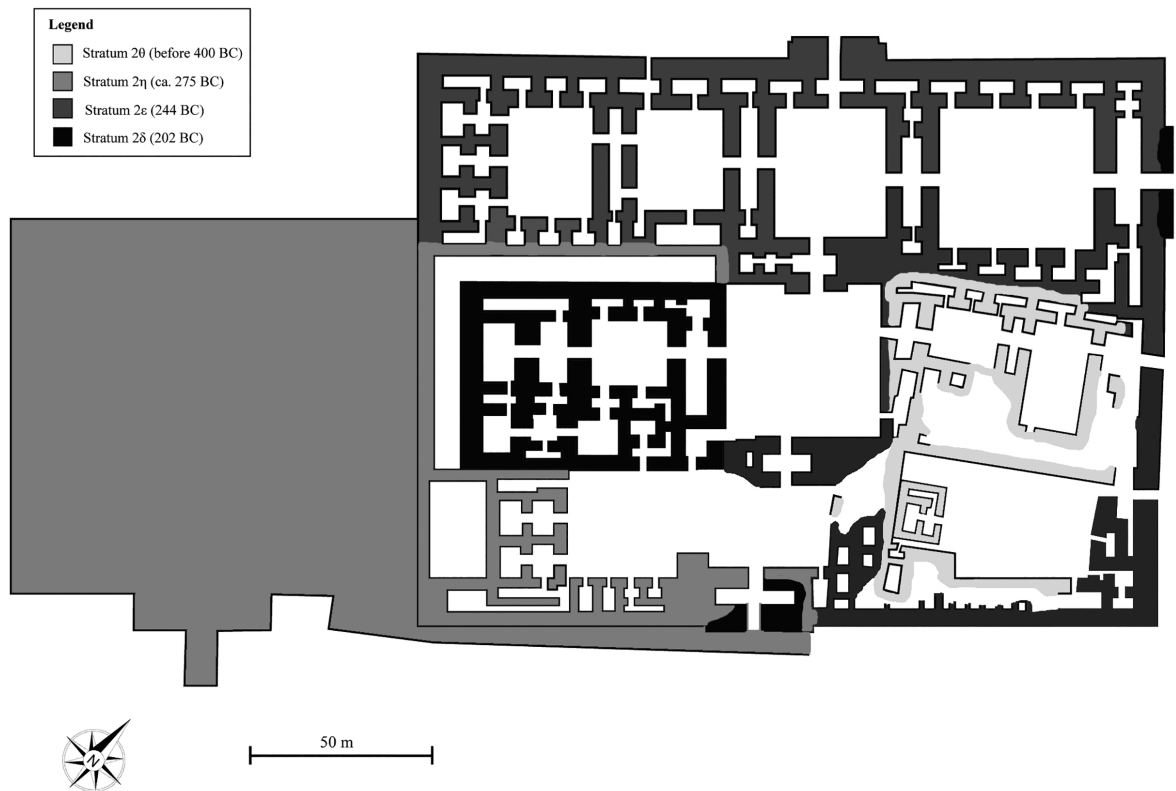 Legend
Stratum 2θ (before 400 BC)
Stratum 2η (ca. 275 BC)
Stratum 2ε (244 BC)
Stratum 2δ (202 BC)
N
50 m